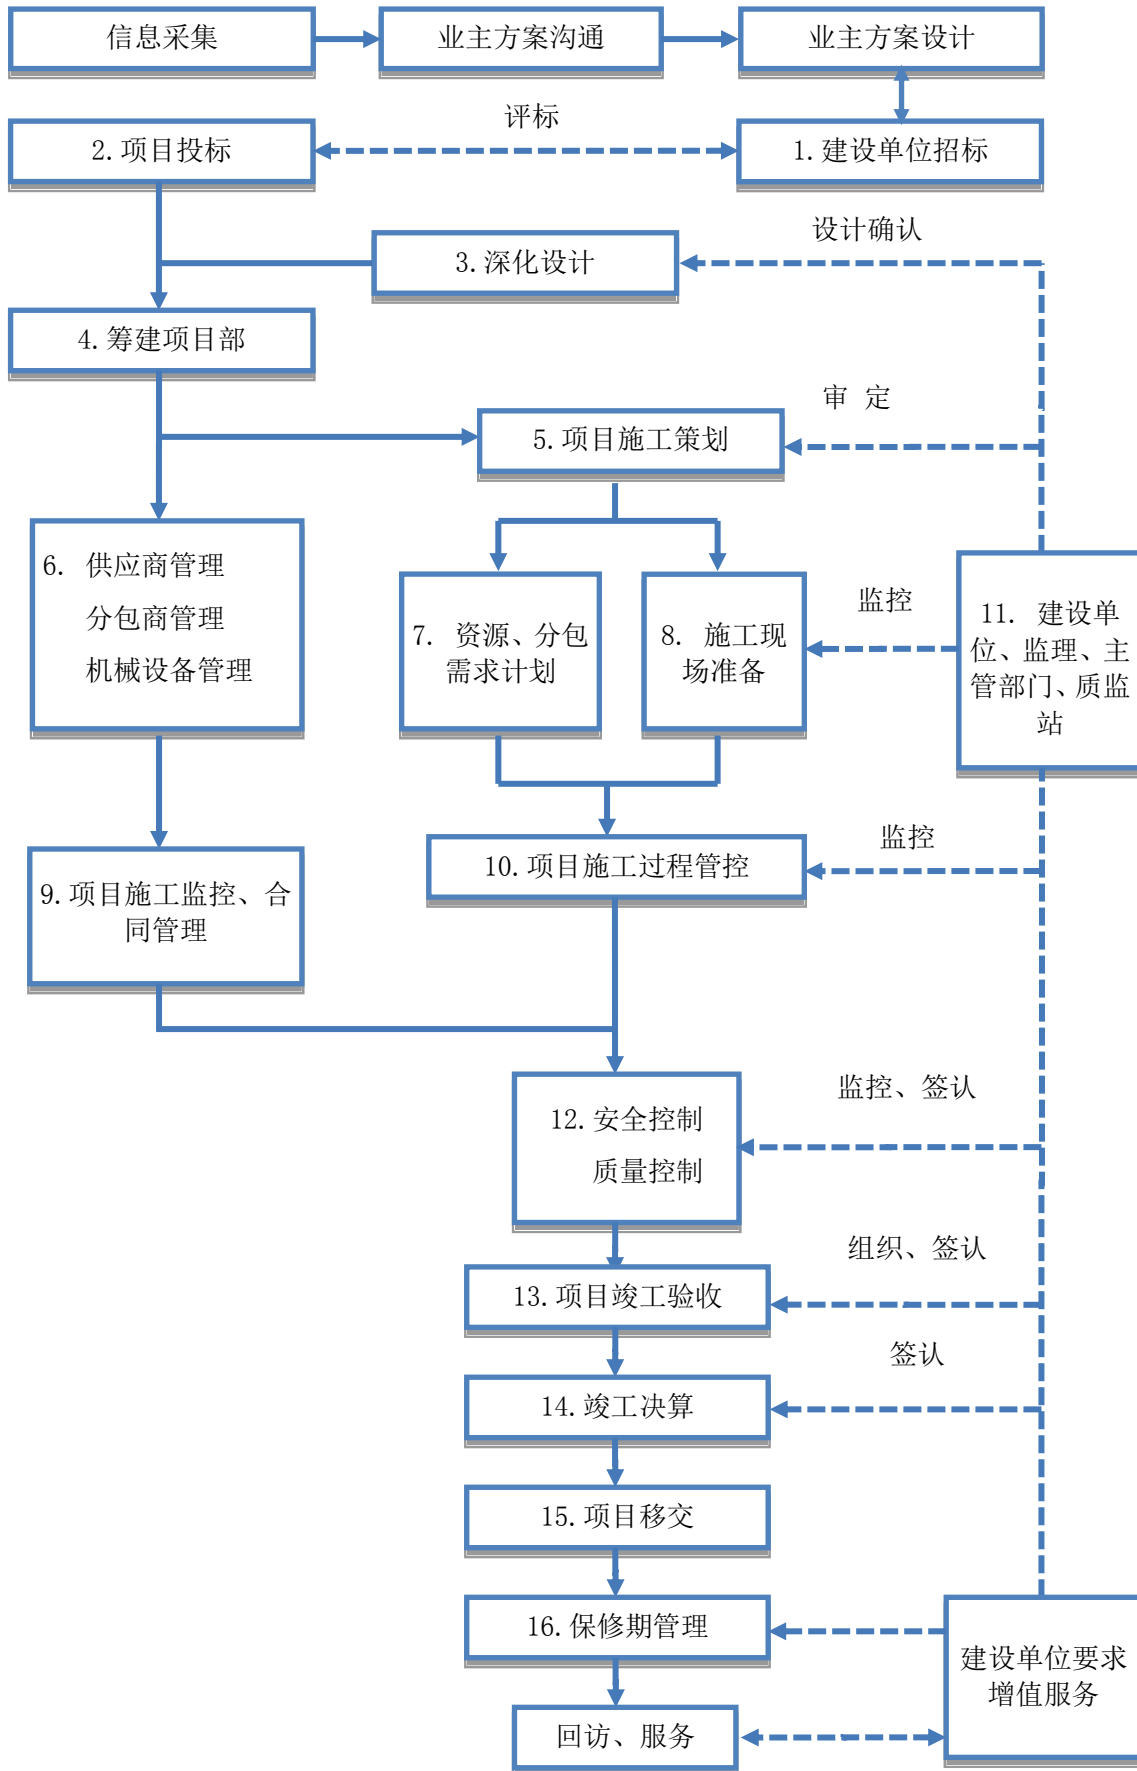 信息采集
业主方案沟通
业主方案设计
评标
2.项目投标
1.建设单位招标
设计确认
3.深化设计
4.筹建项目部
审 定
5.项目施工策划
6. 供应商管理
分包商管理
机械设备管理
7. 资源、分包
需求计划
8. 施工现
场准备
监控
11. 建设单
位、监理、主
管部门、质监
站
监控
10.项目施工过程管控
9.项目施工监控、合
同管理
监控、签认
12.安全控制
质量控制
组织、签认
13.项目竣工验收
签认
14.竣工决算
15.项目移交
16.保修期管理
建设单位要求
增值服务
回访、服务